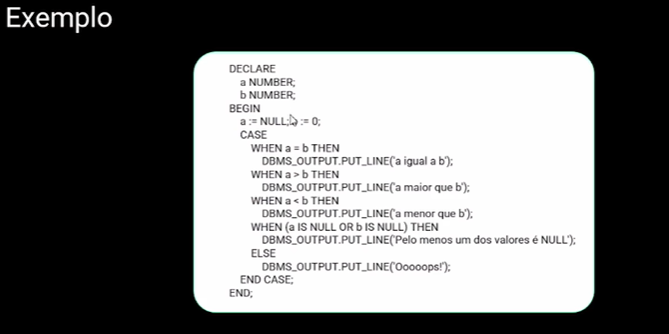 Exemplo
DECLARE
a NUMBER;
b NUMBER;
BEGIN
a := NULL; := 0;
CASE
WHEN a = b THEN
DBMS_OUTPUT.PUT_LINE('a igual a b');
WHEN a > b THEN
DBMS_OUTPUT.PUT_LINE('a maior que b');
WHEN a < b THEN
DBMS_OUTPUT.PUT_LINE('a menor que b');
WHEN (a IS NULL OR b IS NULL) THEN
DBMS_OUTPUT.PUT_LINE('Pelo menos um dos valores é NULL');
ELSE
DBMS_OUTPUT.PUT_LINE('Ooooops!');
END CASE;
END;